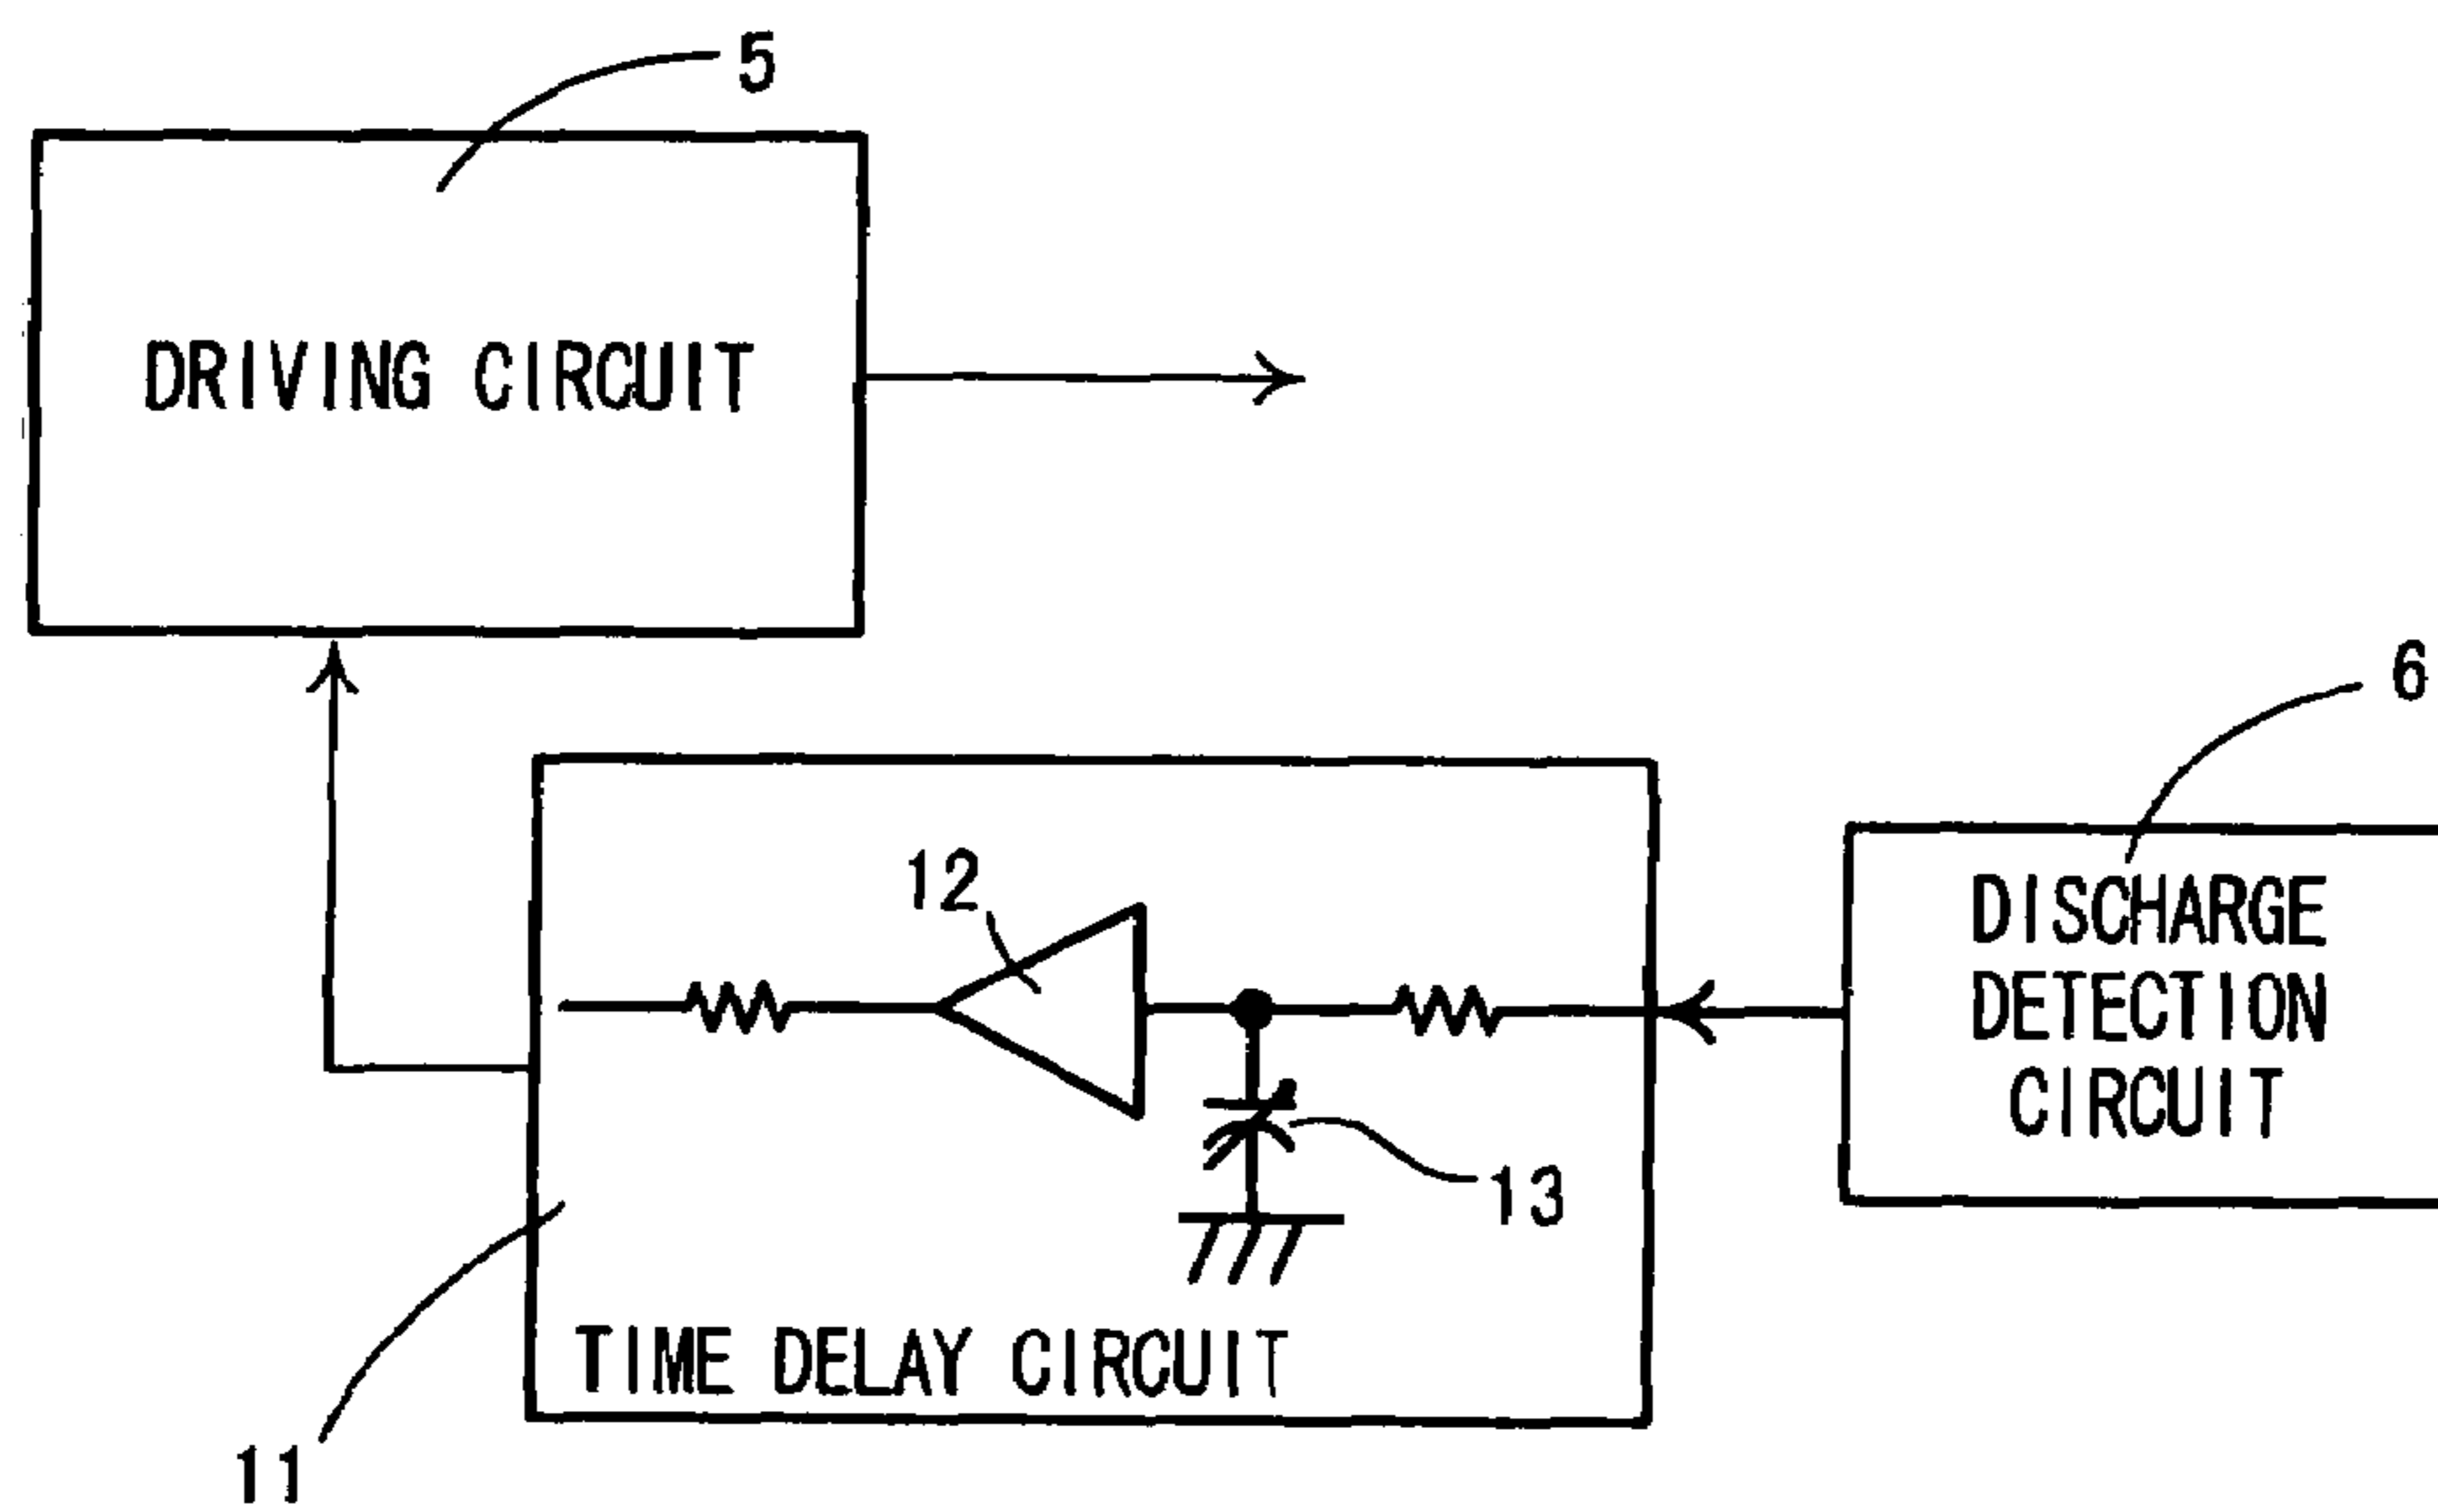 5
DRIVING CIRCUIT
6
12
DISCHARGE
DETECTION
CIRCUIT
13
TIME DELAY CIRCUIT
11